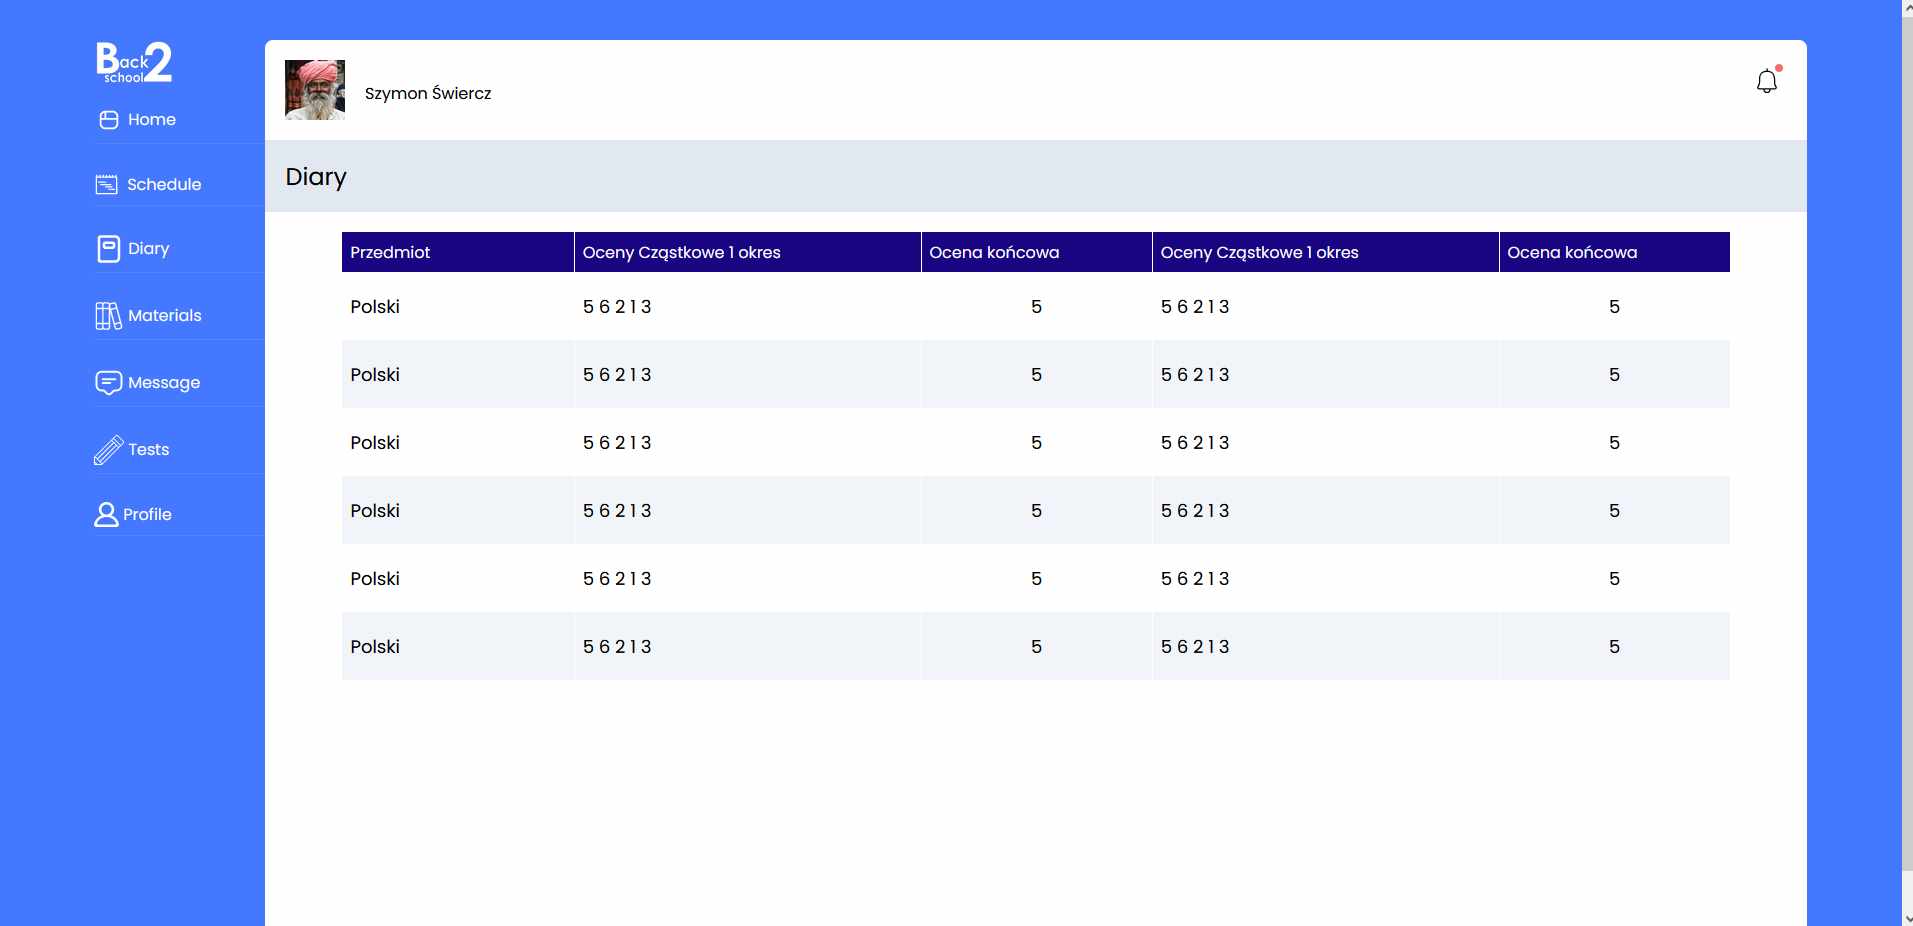 Back 2
school
Home
Schedule
Diary
Materials
Message
Tests
Profile
Szymon Świercz
Diary
Przedmiot Oceny Cząstkowe 1 okres Ocena końcowa Oceny Cząstkowe 1 okres Ocena końcowa
Polski 5 6 2 1 3 5 5 6 2 1 3 5
Polski 5 6 2 1 3 5 5 6 2 1 3 5
Polski 5 6 2 1 3 5 5 6 2 1 3 5
Polski 5 6 2 1 3 5 5 6 2 1 3 5
Polski 5 6 2 1 3 5 5 6 2 1 3 5
Polski 5 6 2 1 3 5 5 6 2 1 3 5